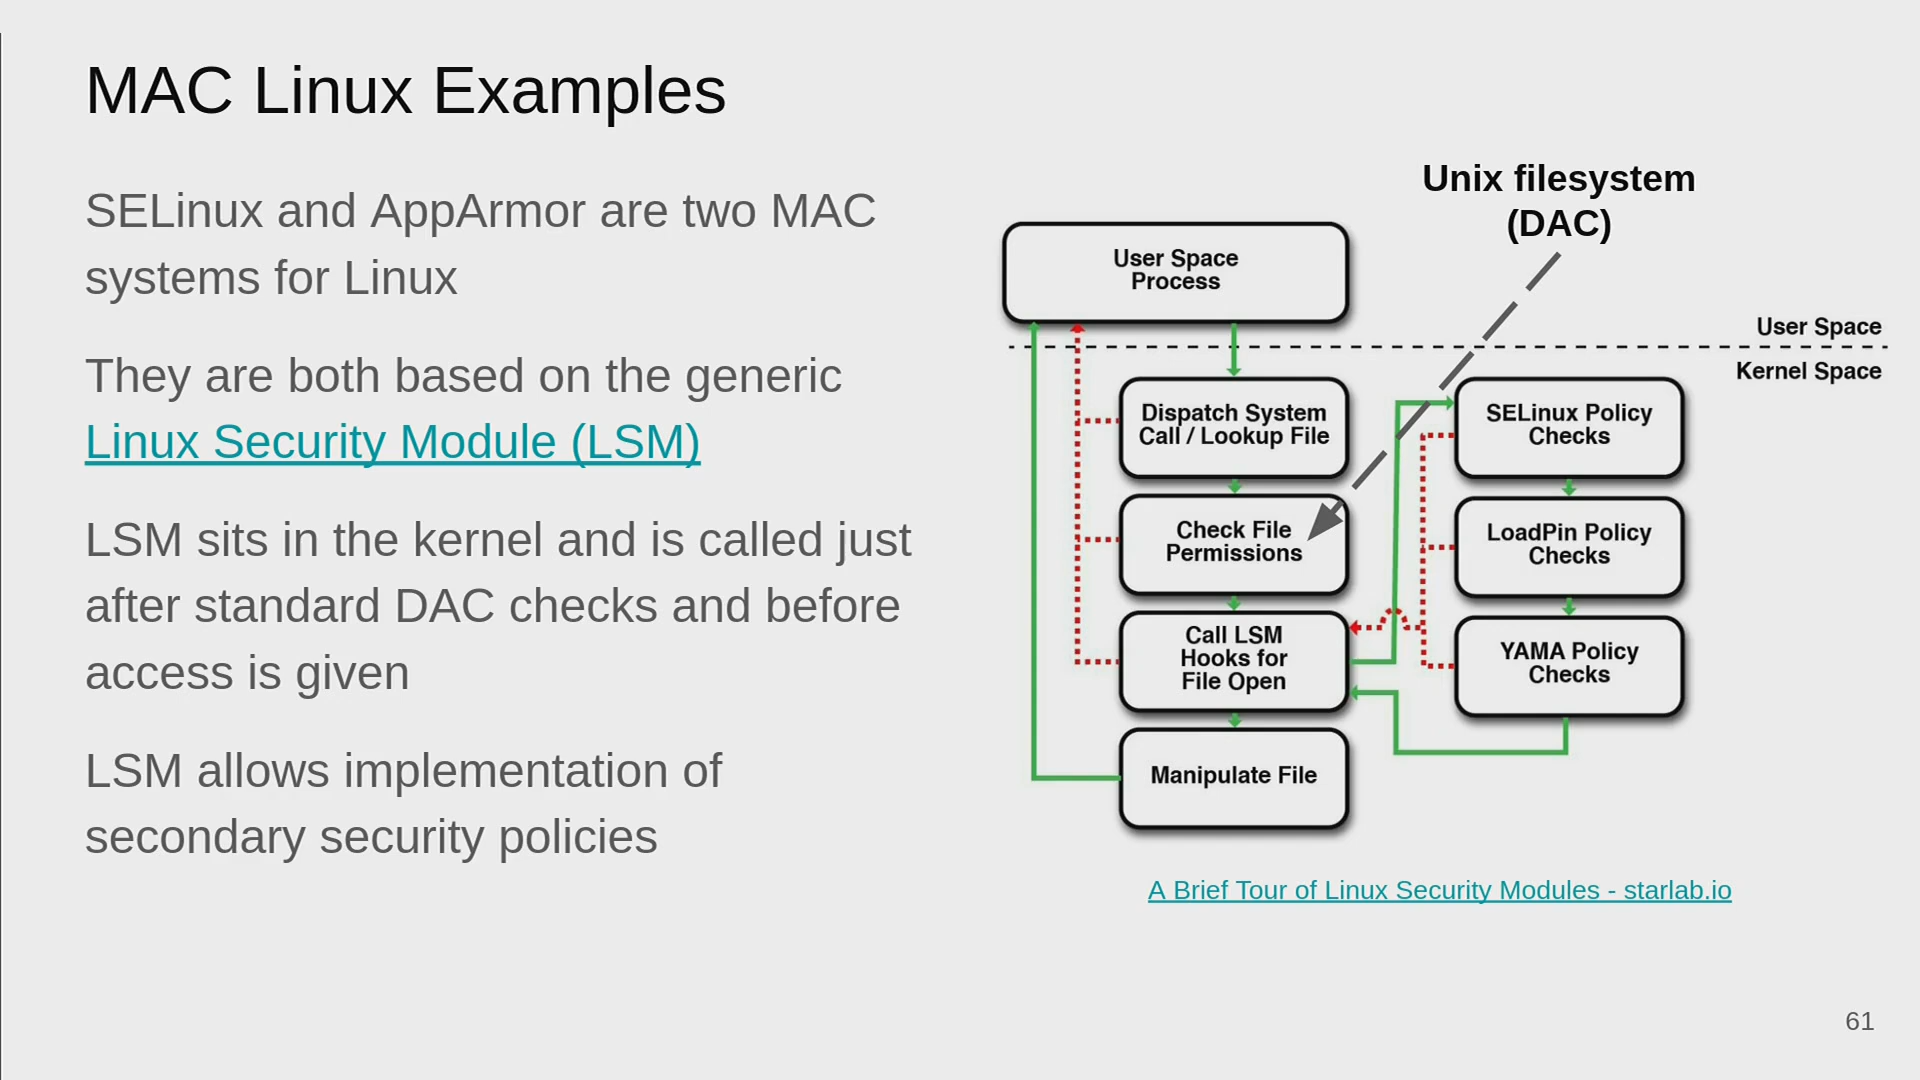 MAC Linux Examples
SELinux and AppArmor are two MAC
systems for Linux
They are both based on the generic
Linux Security Module (LSM)
LSM sits in the kernel and is called just
after standard DAC checks and before
access is given
LSM allows implementation of
secondary security policies
Unix filesystem
(DAC)
User Space
Process
User Space
Kernel Space
Dispatch System
Call / Lookup File
Check File
Permissions
Call LSM
Hooks for
File Open
Manipulate File
SELinux Policy
Checks
LoadPin Policy
Checks
YAMA Policy
Checks
A Brief Tour of Linux Security Modules - starlab.io
61